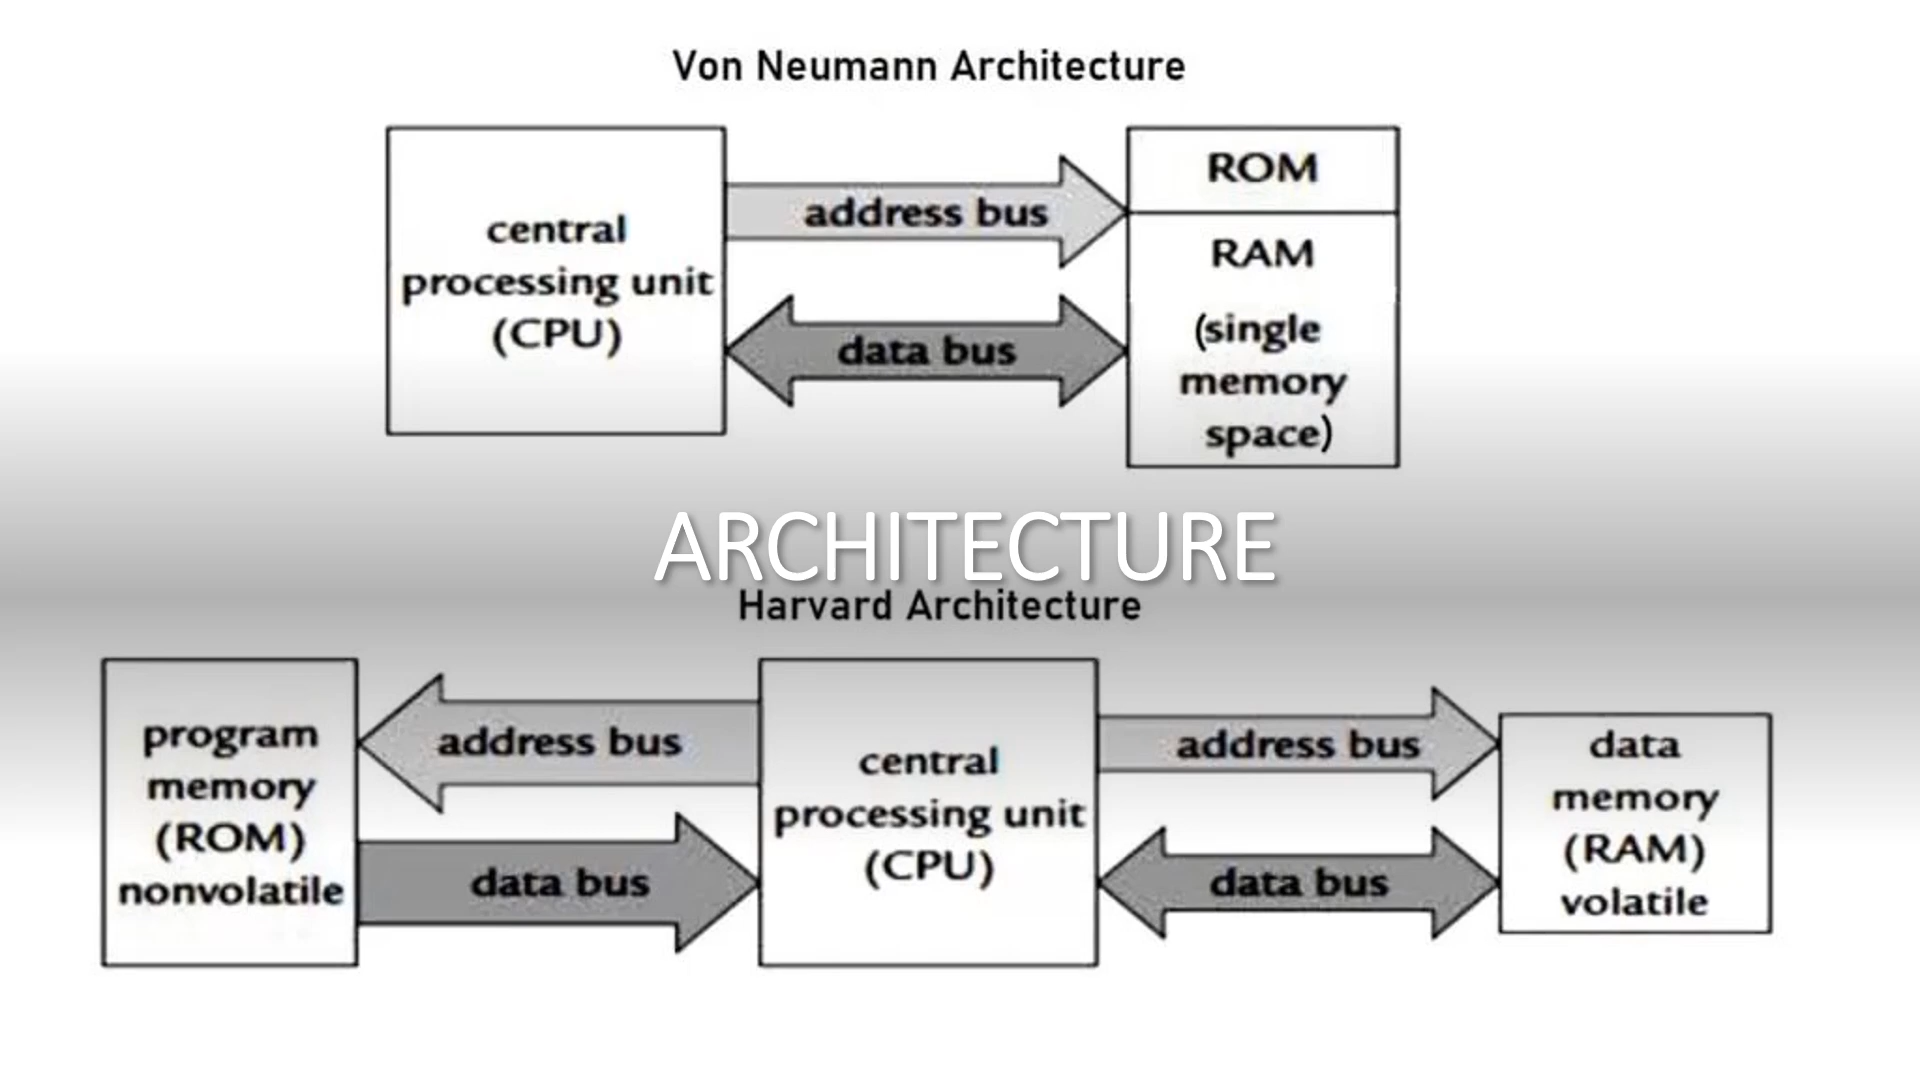 Von Neumann Architecture
central
processing unit
(CPU)
address bus
data bus
ROM
RAM
(single
memory
space)
ARCHITECTURE
Harvard Architecture
program
memory
(ROM)
nonvolatile
address bus
data bus
central
processing unit
(CPU)
address bus
data bus
data
memory
(RAM)
volatile